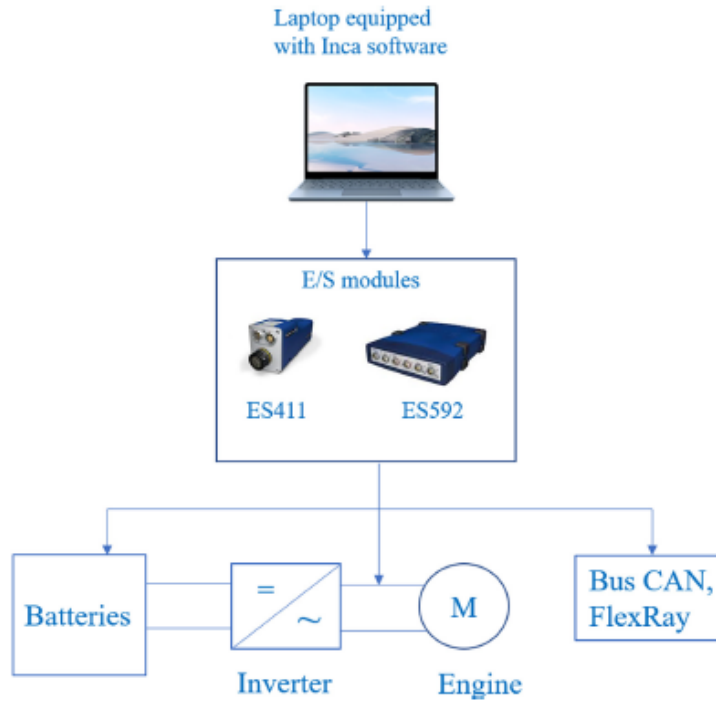 Laptop equipped
with Inca software
E/S modules
ES411
ES592
Batteries
=
~
M
Bus CAN,
FlexRay
Inverter
Engine